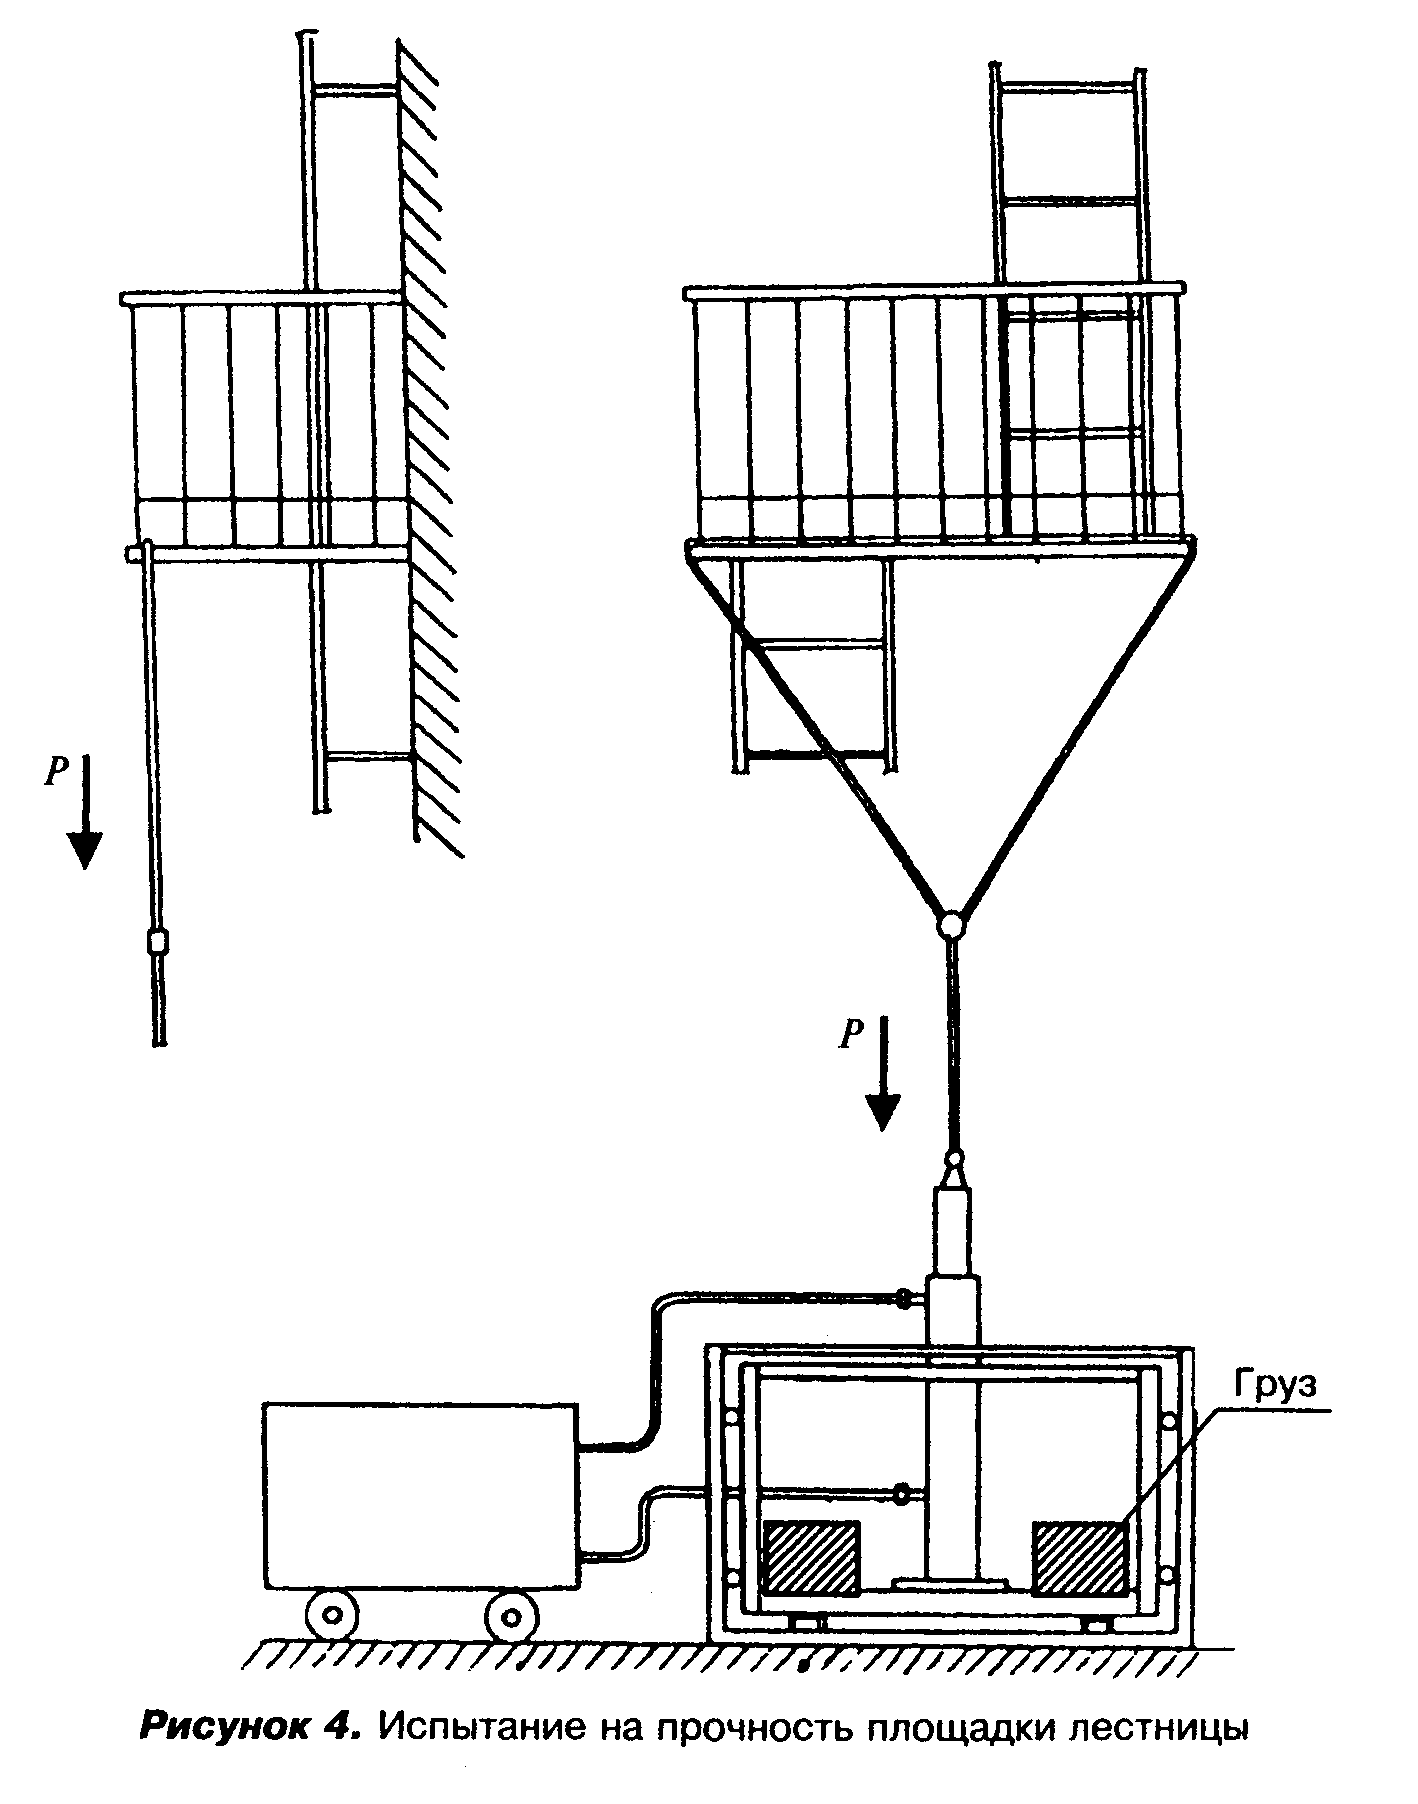 P
P
Груз
Рисунок 4. Испытание на прочность площадки лестницы